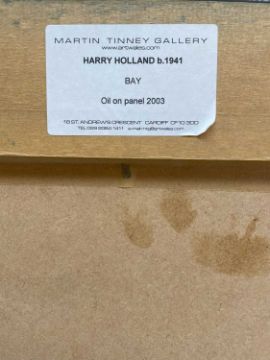 MARTIN TINNEY GALLERY
www.artwales.com
HARRY HOLLAND b.1941
BAY
Oil on panel 2003
18 ST. ANDREW'S CRESCENT CARDIFF CF10 3DD